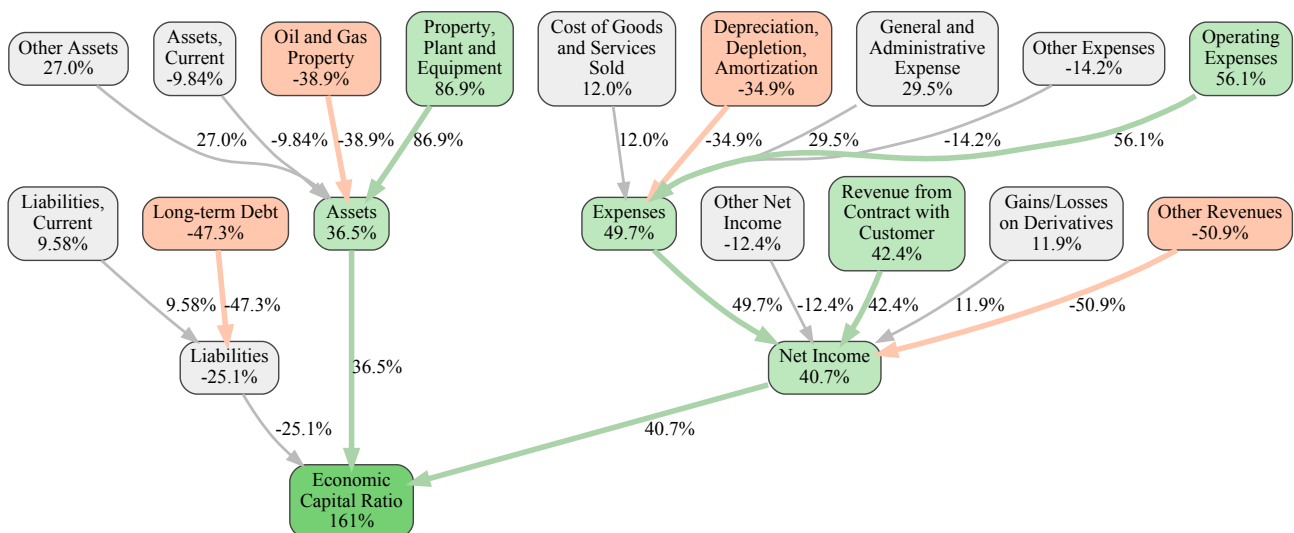 Other Assets
27.0%
Assets,
Current
-9.84%
Oil and Gas
Property
-38.9%
Property,
Plant and
Equipment
86.9%
Cost of Goods
and Services
Sold
12.0%
Depreciation,
Depletion,
Amortization
-34.9%
General and
Administrative
Expense
29.5%
Other Expenses
-14.2%
Operating
Expenses
56.1%
27.0%
-9.84%
-38.9%
86.9%
12.0%
-34.9%
29.5%
-14.2%
56.1%
Liabilities,
Current
9.58%
Long-term Debt
-47.3%
Assets
36.5%
Expenses
49.7%
Other Net
Income
-12.4%
Revenue from
Contract with
Customer
42.4%
Gains/Losses
on Derivatives
11.9%
Other Revenues
-50.9%
9.58%
-47.3%
49.7%
-12.4%
42.4%
11.9%
-50.9%
Liabilities
-25.1%
36.5%
Net Income
40.7%
-25.1%
40.7%
Economic
Capital Ratio
161%